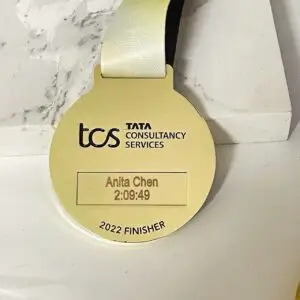 tcs TATA
CONSULTANCY
SERVICES
Anita Chen
2:09:49
2022 FINISHER